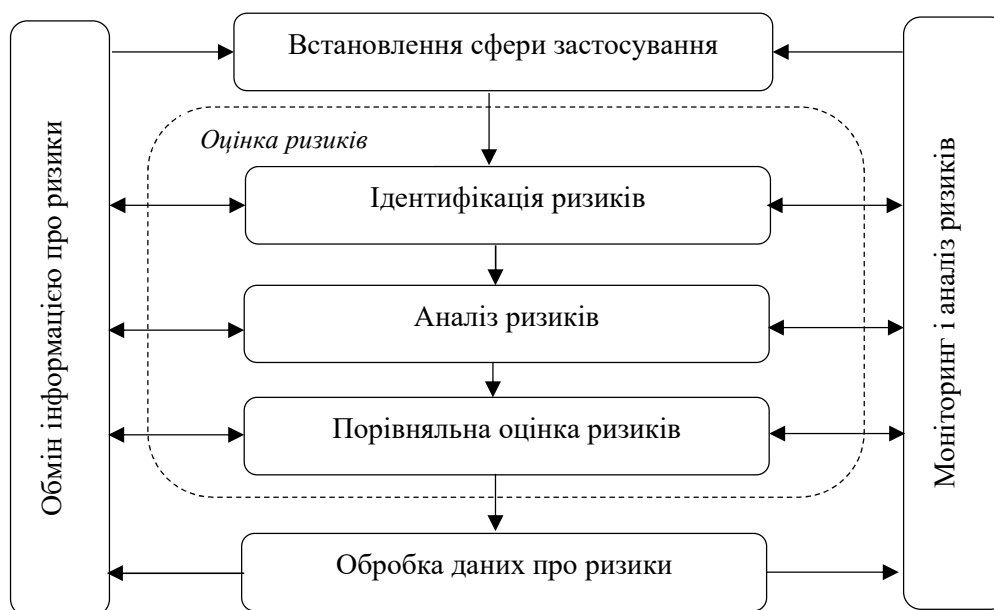 Встановлення сфери застосування
Оцінка ризиків
Ідентифікація ризиків
Аналіз ризиків
Порівняльна оцінка ризиків
Обробка даних про ризики
Обмін інформацією про ризики
Моніторинг і аналіз ризиків